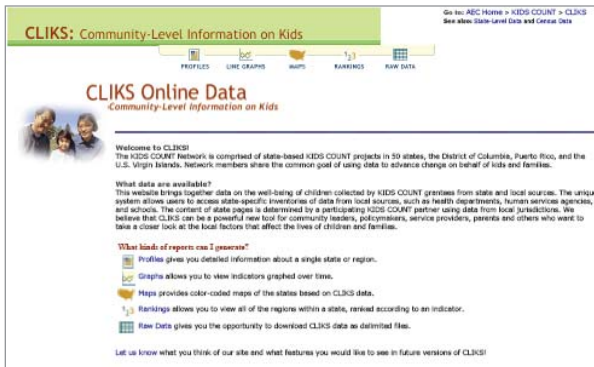 CLIKS: Community-Level Information on Kids
Go to: AEC Home > KIDS COUNT > CLIKS
See also: State-Level Data and Census Data
PROFILES LINE GRAPHS MAPS RANKINGS RAW DATA
CLIKS Online Data
Community-Level Information on Kids
Welcome to CLIKS!
The KIDS COUNT Network is comprised of state-based KIDS COUNT projects in 50 states, the District of Columbia, Puerto Rico, and the
U.S. Virgin Islands. Network members share the common goal of using data to advance change on behalf of kids and families.
What data are available?
This website brings together data on the well-being of children collected by KIDS COUNT grantees from state and local sources. The unique
system allows users to access state-specific inventories of data from local sources, such as health departments, human services agencies,
and schools. The content of state pages is determined by a participating KIDS COUNT partner using data from local jurisdictions. We
believe that CLIKS can be a powerful new tool for community leaders, policymakers, service providers, parents and others who want to
take a closer look at the local factors that affect the lives of children and families.
What kinds of reports can I generate?
Profiles gives you detailed information about a single state or region.
Graphs allows you to view indicators graphed over time.
Maps provides color-coded maps of the states based on CLIKS data.
Rankings allows you to view all of the regions within a state, ranked according to an indicator.
Raw Data gives you the opportunity to download CLIKS data as delimited files.
Let us know what you think of our site and what features you would like to see in future versions of CLIKS!